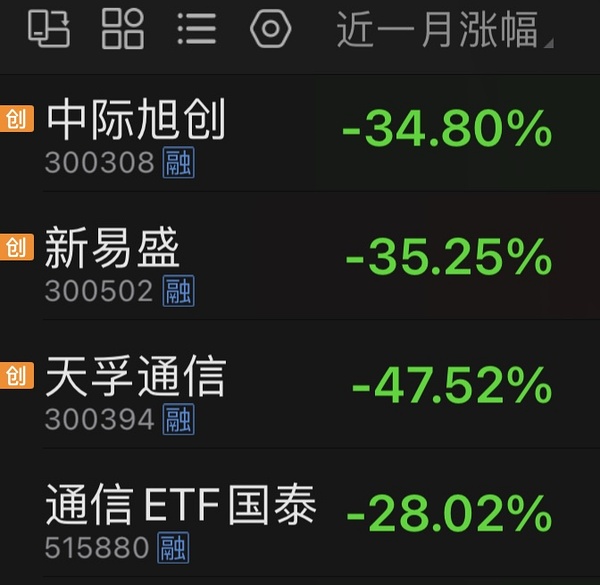 近一月涨幅
创 中际旭创 -34.80%
300308 融
创 新易盛 -35.25%
300502 融
创 天孚通信 -47.52%
300394 融
通信ETF国泰 -28.02%
515880 融